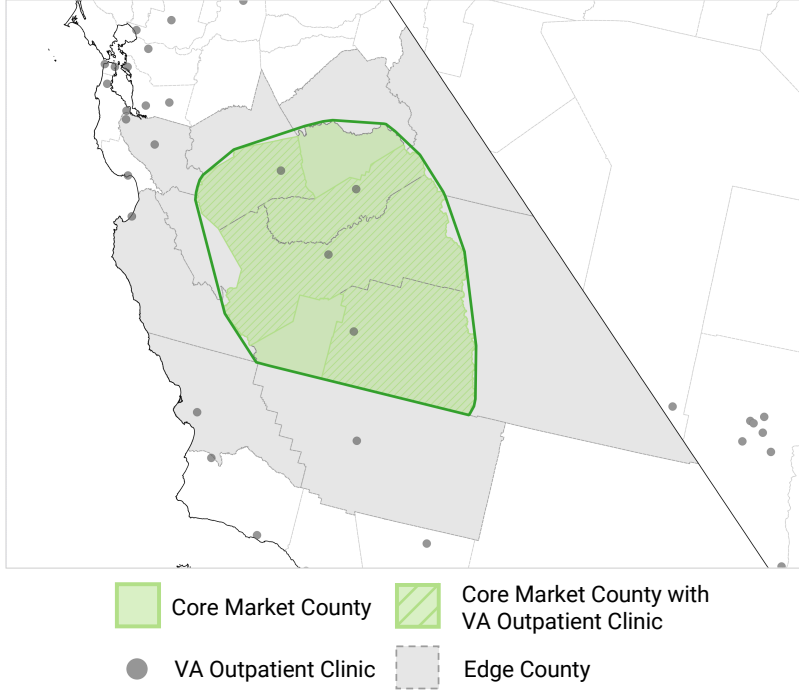 Core Market County
Core Market County with
VA Outpatient Clinic
VA Outpatient Clinic
Edge County